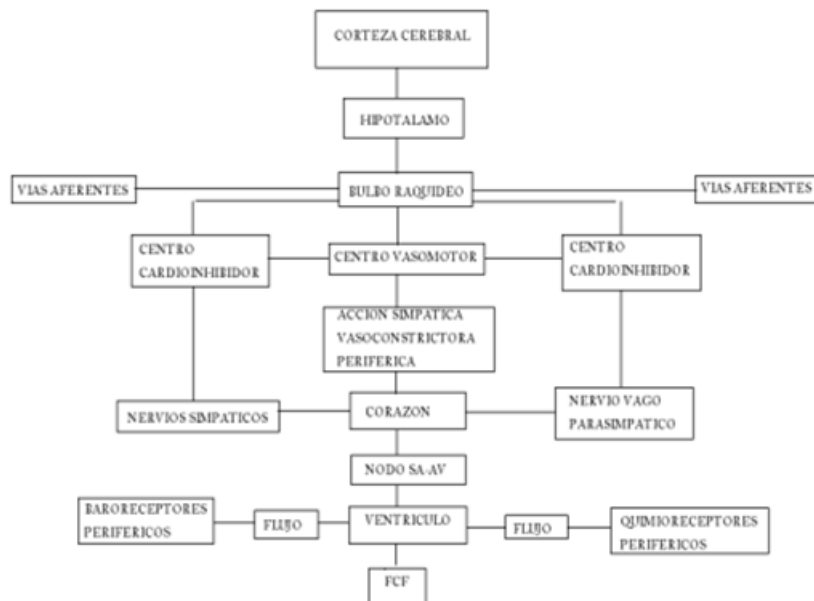 CORTEZA CEREBRAL
HIPOTALAMO
VIAS AFERENTES
BULBO RAQUIDEO
VIAS AFERENTES
CENTRO
CARDIOINHIBIDOR
CENTRO VASOMOTOR
CENTRO
CARDIOINHIBIDOR
ACCION SIMPATICA
VASOCONSTRICTORA
PERIFERICA
NERVIOS SIMPATICOS
CORAZON
NERVIO VAGO
PARASIMPATICO
NODO SA-AV
BARORECEPTORES
PERIFERICOS
FLUJO
VENTRICULO
FLUJO
QUIMIORECEPTORES
PERIFERICOS
FCF